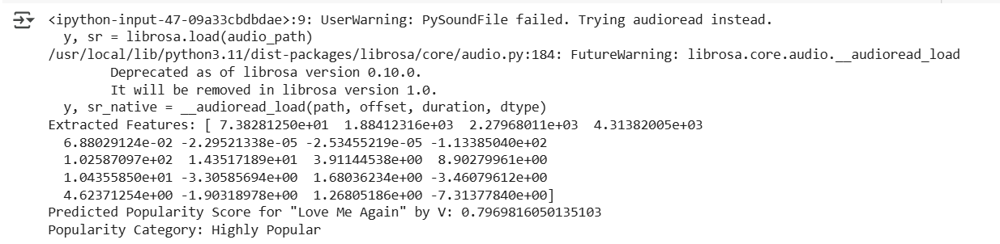 <ipython-input-47-09a33cbdbdae>:9: UserWarning: PySoundFile failed. Trying audioread instead.
  y, sr = librosa.load(audio_path)
/usr/local/lib/python3.11/dist-packages/librosa/core/audio.py:184: FutureWarning: librosa.core.audio.__audioread_load
        Deprecated as of librosa version 0.10.0.
        It will be removed in librosa version 1.0.
  y, sr_native = __audioread_load(path, offset, duration, dtype)
Extracted Features: [ 7.38281250e+01  1.88412316e+03  2.27968011e+03  4.31382005e+03
  6.88029124e-02 -2.29521338e-05 -2.53455219e-05 -1.13385040e+02
  1.02587097e+02  1.43517189e+01  3.91144538e+00  8.90279961e+00
  1.04355850e+01 -3.30585694e+00  1.68036234e+00 -3.46079612e+00
  4.62371254e+00 -1.90318978e+00  1.26805186e+00 -7.31377840e+00]
Predicted Popularity Score for "Love Me Again" by V: 0.7969816050135103
Popularity Category: Highly Popular